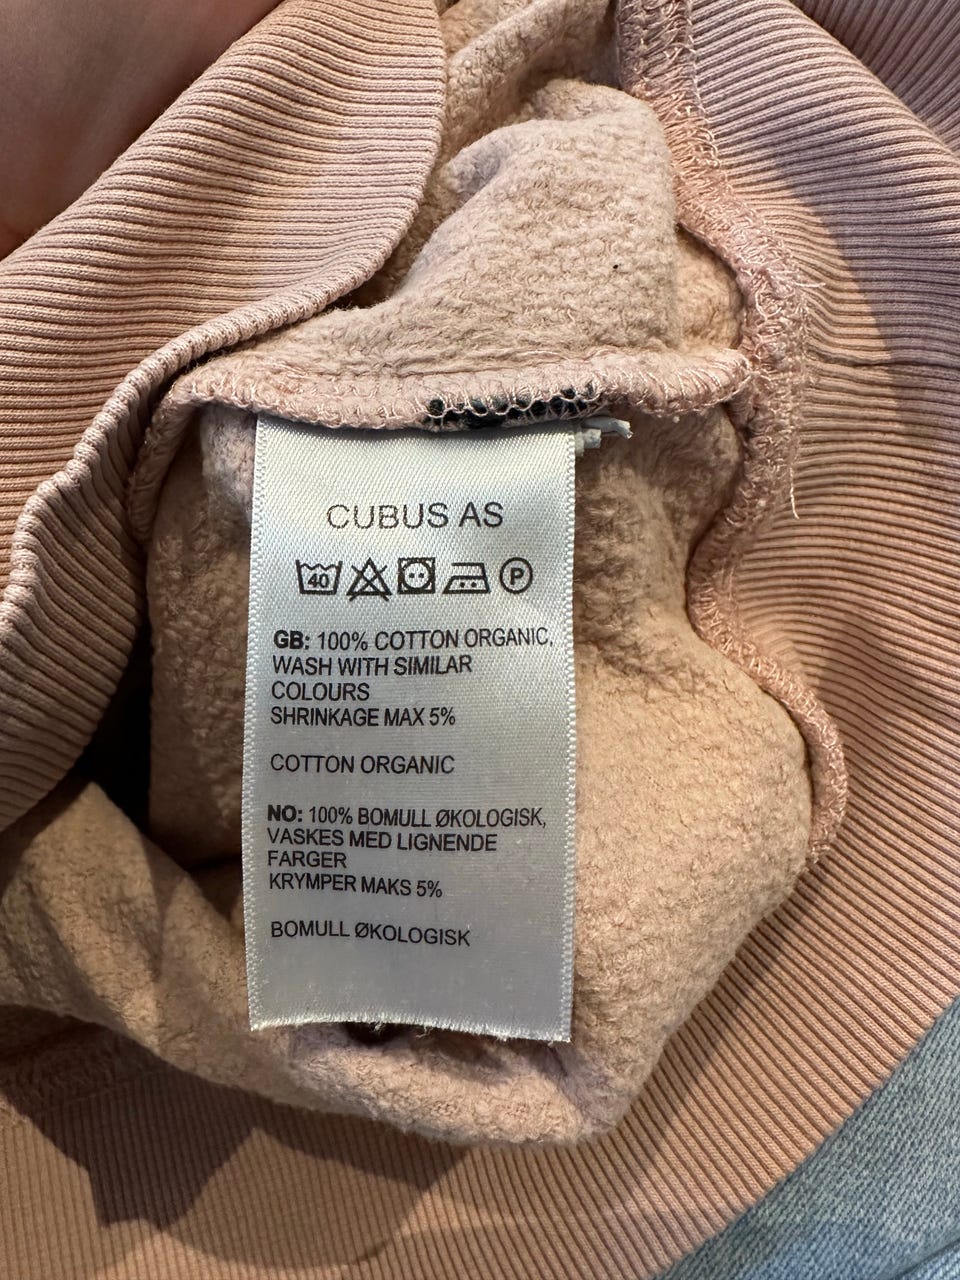 CUBUS AS
40 P
GB: 100% COTTON ORGANIC,
WASH WITH SIMILAR
COLOURS
SHRINKAGE MAX 5%
COTTON ORGANIC
NO: 100% BOMULL ØKOLOGISK,
VASKES MED LIGNENDE
FARGER
KRYMPER MAKS 5%
BOMULL ØKOLOGISK